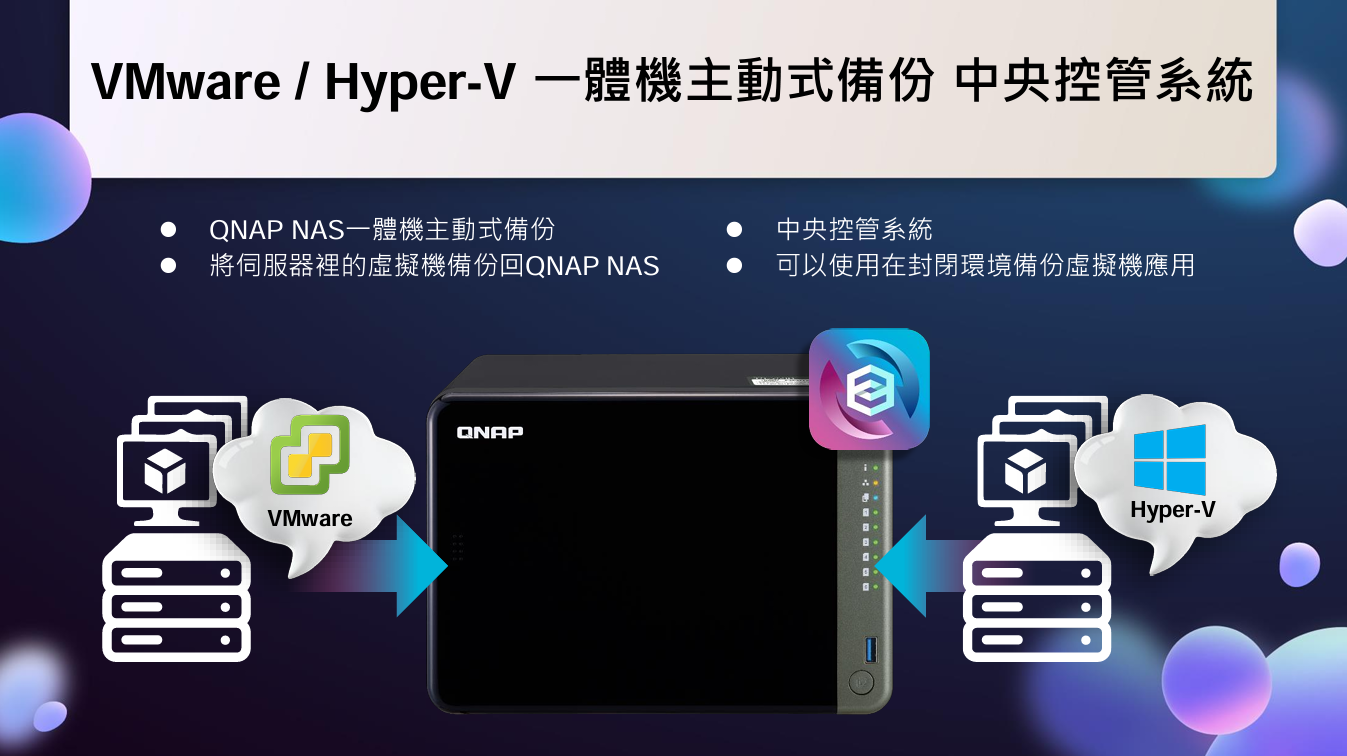 VMware / Hyper-V 一體機主動式備份 中央控管系統
QNAP NAS一體機主動式備份
將伺服器裡的虛擬機備份回QNAP NAS
中央控管系統
可以使用在封閉環境備份虛擬機應用
QNAP
VMware
Hyper-V